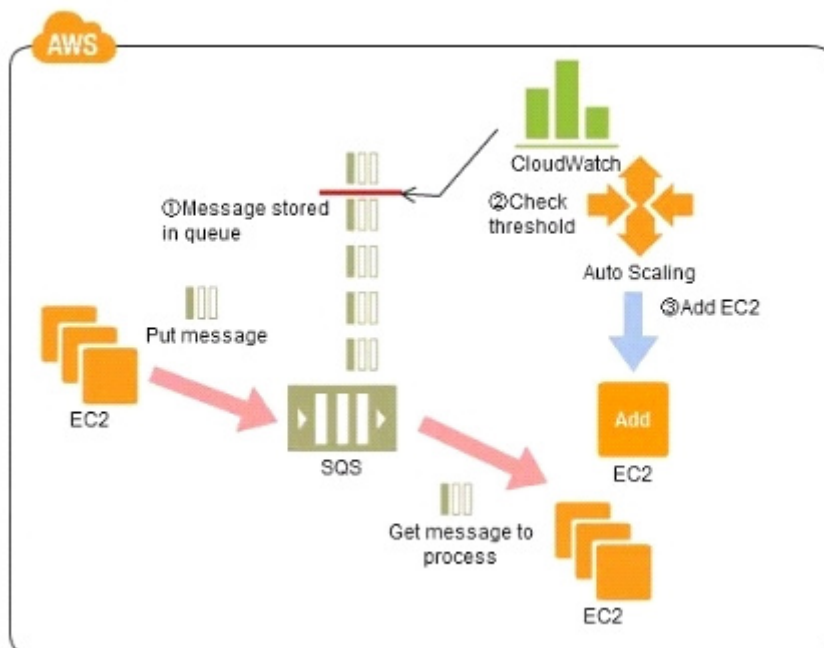 AWS
CloudWatch
①Message stored
in queue
②Check
threshold
Auto Scaling
③Add EC2
Put message
EC2
SQS
Add
EC2
Get message to
process
EC2